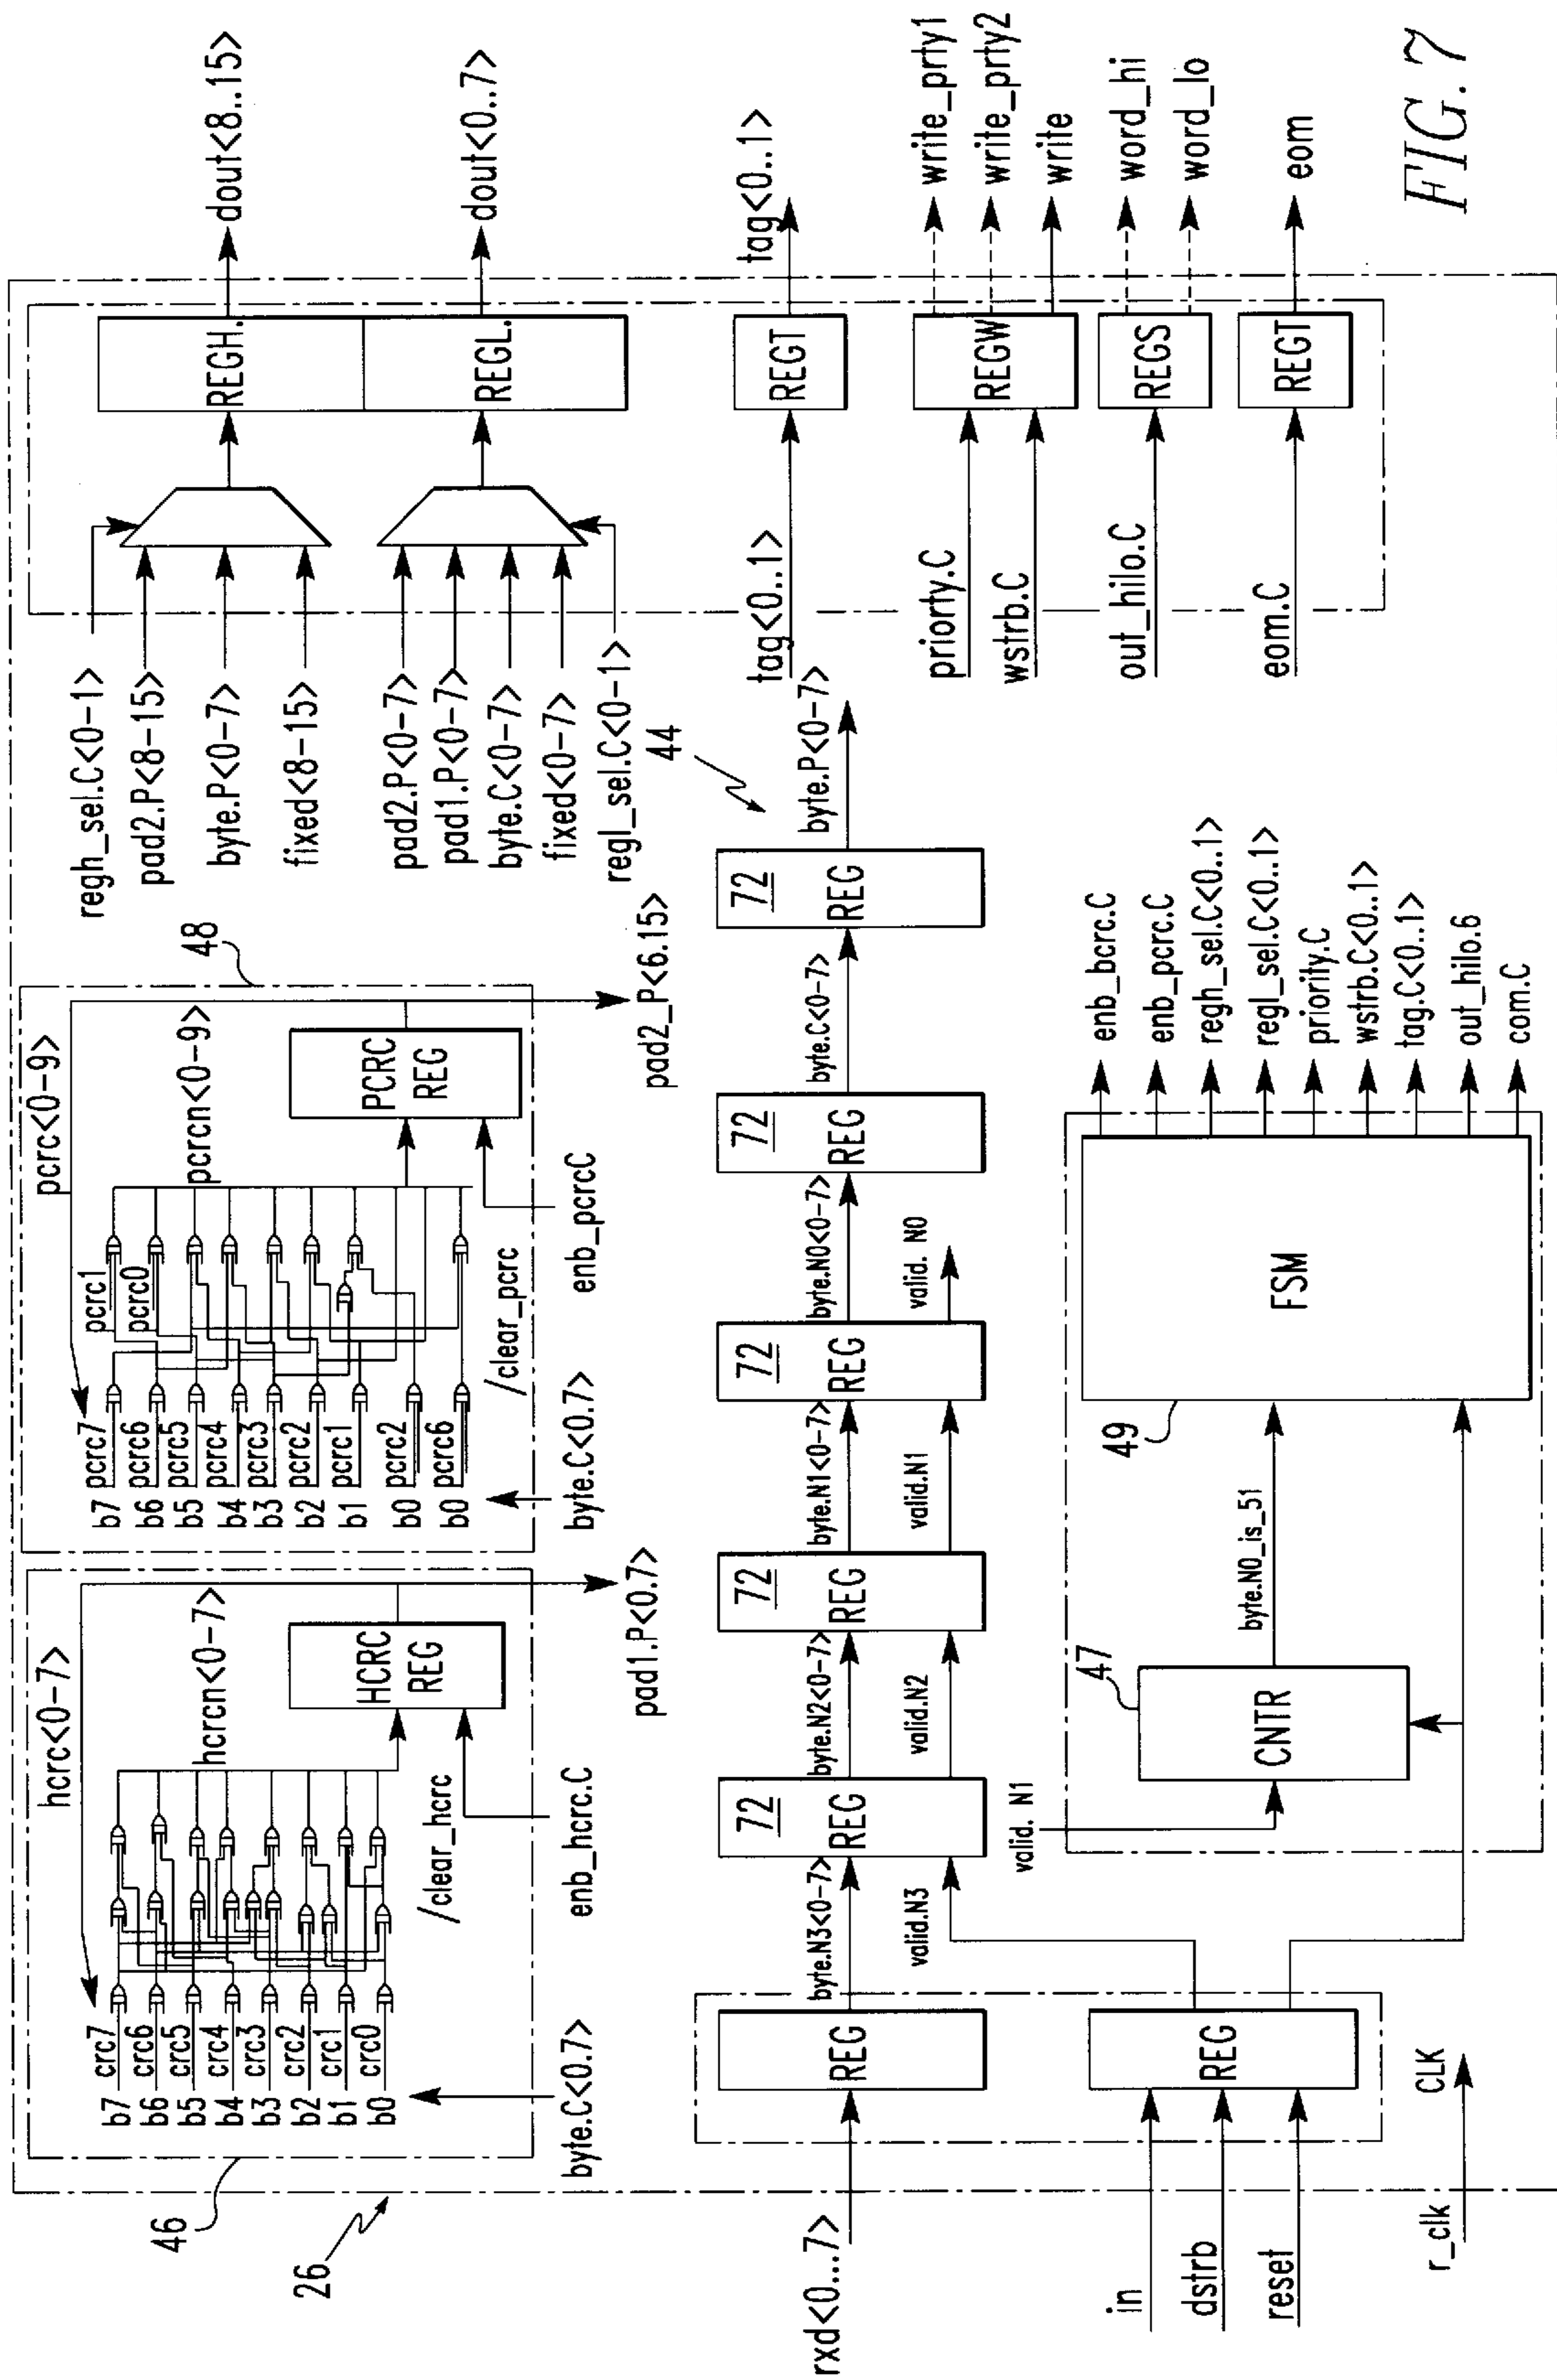 46
26
hcrc<0-7>
crc7
b7
crc6
b6
crc5
b5
crc4
b4
crc3
b3
crc2
b2
crc1
b1
crc0
b0
hcrcn<0-7>
HCRC
REG
/clear_hcrc
enb_hcrc.C
byte.C<0.7>
pad1.P<0.7>
pcrc<0-9>
48
pcrc7
b7
pcrc6
b6
pcrc5
b5
pcrc4
b4
pcrc3
b3
pcrc2
b2
pcrc1
b1
pcrc2
b0
pcrc6
b0
pcrc1
pcrc0
pcrcn<0-9>
PCRC
REG
/clear_pcrc
enb_pcrcC
byte.C<0.7>
pad2_P<6.15>
regh_sel.C<0-1>
pad2.P<8-15>
byte.P<0-7>
fixed<8-15>
pad2.P<0-7>
pad1.P<0-7>
byte.C<0-7>
fixed<0-7>
regl_sel.C<0-1>
REGH.
REGL.
dout<8..15>
dout<0..7>
rxd<0...7>
REG
byte.N3<0-7>
valid.N3
72
REG
byte.N2<0-7>
valid.N2
72
REG
byte.N1<0-7>
valid.N1
72
REG
byte.N0<0-7>
valid. N0
72
REG
byte.C<0-7>
72
REG
byte.P<0-7>
44
tag<0..1>
REGT
tag<0..1>
priority.C
wstrb.C
REGW
write_prty1
write_prty2
write
out_hilo.C
REGS
word_hi
word_lo
eom.C
REGT
eom
in
dstrb
reset
REG
r_clk
CLK
valid. N1
47
CNTR
byte.N0_is_51
49
FSM
enb_bcrc.C
enb_pcrc.C
regh_sel.C<0..1>
regl_sel.C<0..1>
priority.C
wstrb.C<0..1>
tag.C<0..1>
out_hilo.6
com.C
FIG. 7